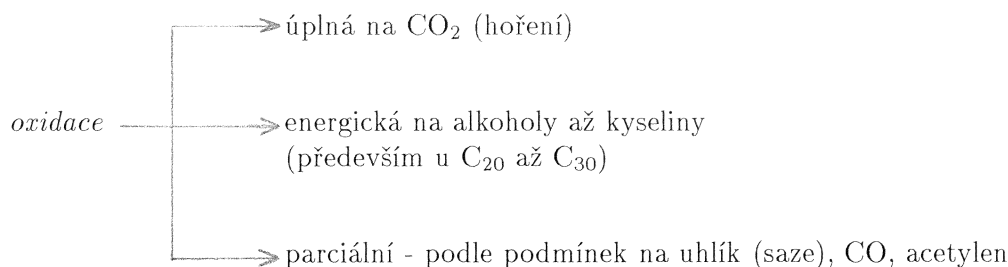 úplná na CO₂ (hoření)
oxidace
energická na alkoholy až kyseliny
(především u C₂₀ až C₃₀)
parciální - podle podmínek na uhlík (saze), CO, acetylen